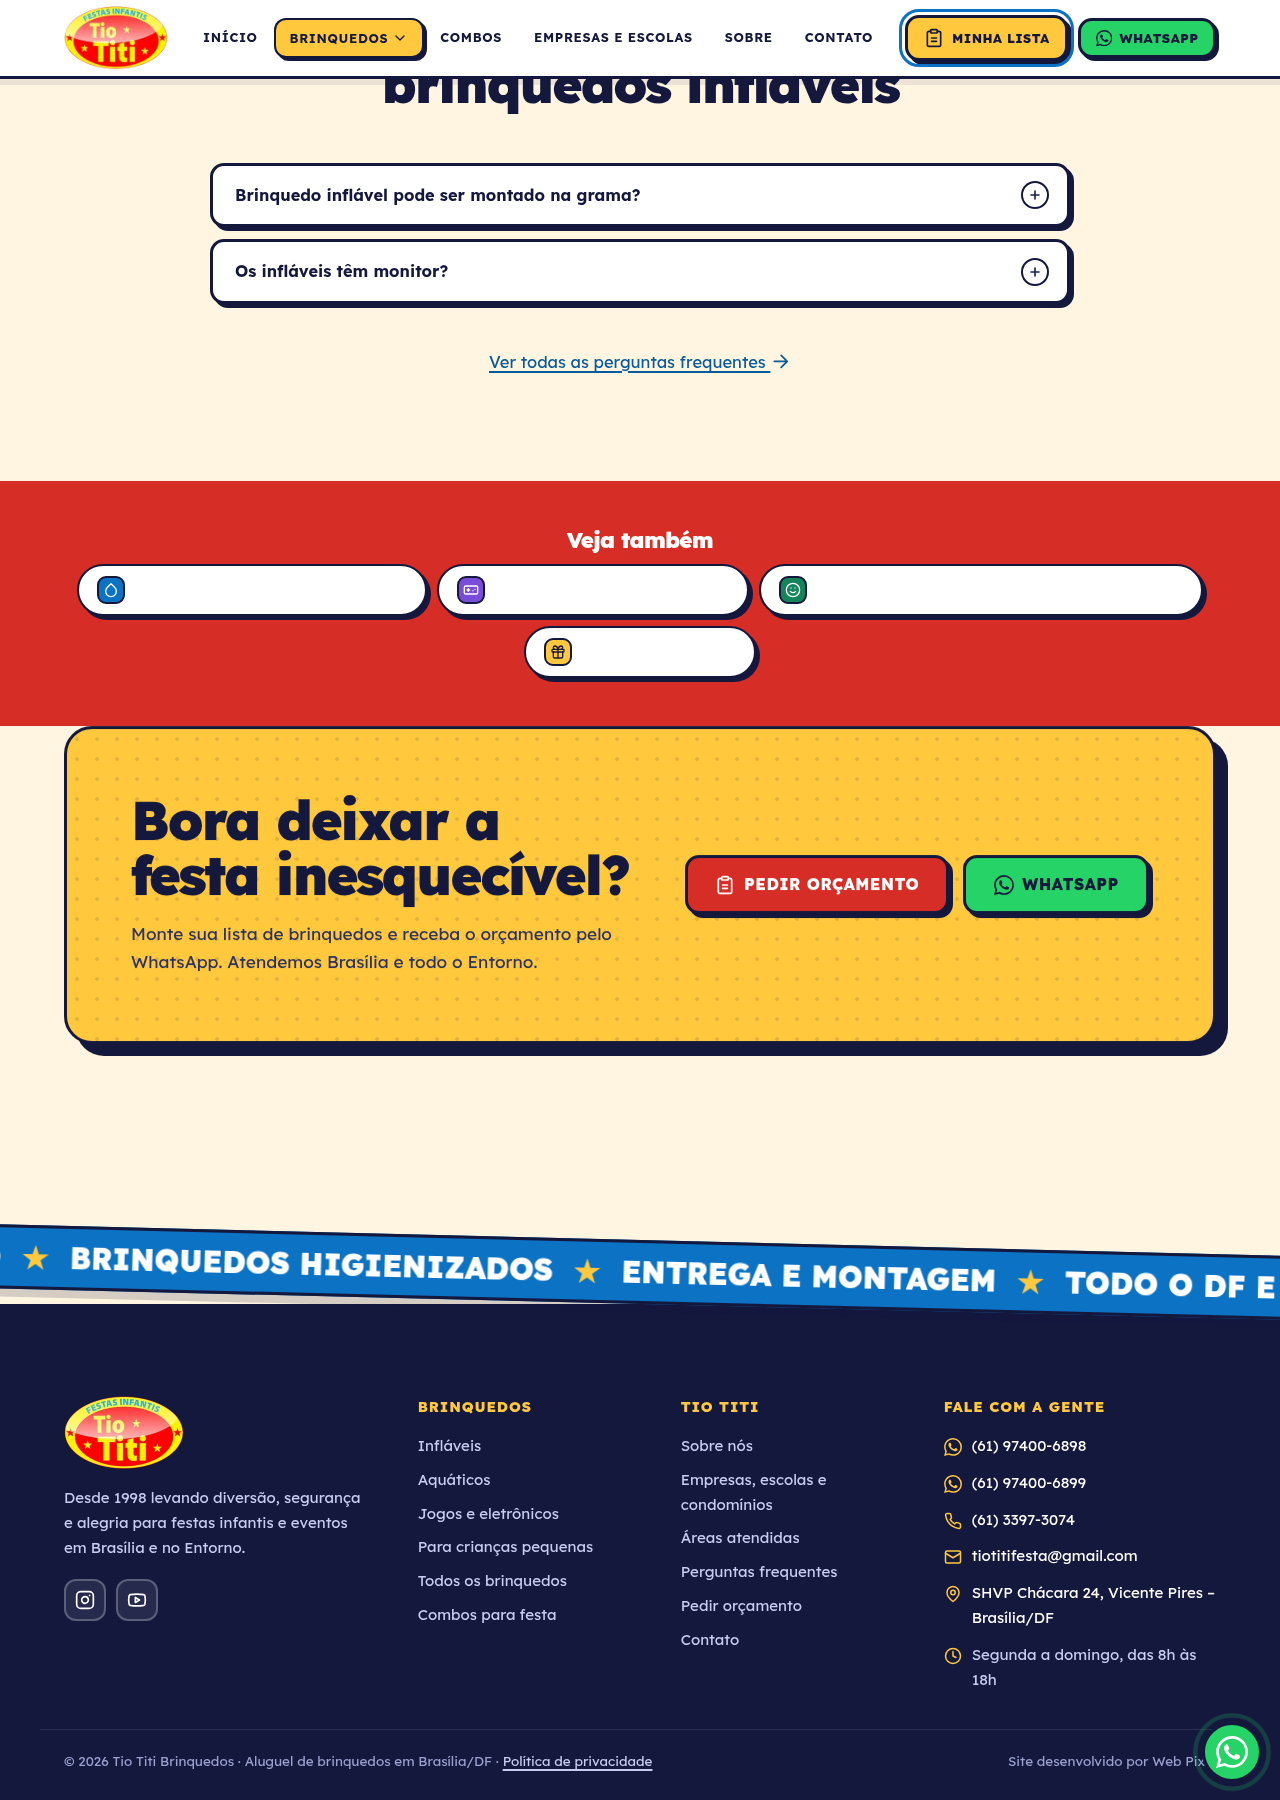 FESTAS INFANTIS
Tio
Titi
INÍCIO
BRINQUEDOS
COMBOS
EMPRESAS E ESCOLAS
SOBRE
CONTATO
MINHA LISTA
WHATSAPP
brinquedos infláveis
Brinquedo inflável pode ser montado na grama?
Os infláveis têm monitor?
Ver todas as perguntas frequentes
Veja também
Bora deixar a
festa inesquecível?
Monte sua lista de brinquedos e receba o orçamento pelo
WhatsApp. Atendemos Brasília e todo o Entorno.
PEDIR ORÇAMENTO
WHATSAPP
BRINQUEDOS HIGIENIZADOS ★ ENTREGA E MONTAGEM ★ TODO O DF E
FESTAS INFANTIS
Tio
Titi
Desde 1998 levando diversão, segurança
e alegria para festas infantis e eventos
em Brasília e no Entorno.
BRINQUEDOS
Infláveis
Aquáticos
Jogos e eletrônicos
Para crianças pequenas
Todos os brinquedos
Combos para festa
TIO TITI
Sobre nós
Empresas, escolas e
condomínios
Áreas atendidas
Perguntas frequentes
Pedir orçamento
Contato
FALE COM A GENTE
(61) 97400-6898
(61) 97400-6899
(61) 3397-3074
tiotitifesta@gmail.com
SHVP Chácara 24, Vicente Pires –
Brasília/DF
Segunda a domingo, das 8h às
18h
© 2026 Tio Titi Brinquedos · Aluguel de brinquedos em Brasília/DF · Política de privacidade
Site desenvolvido por Web